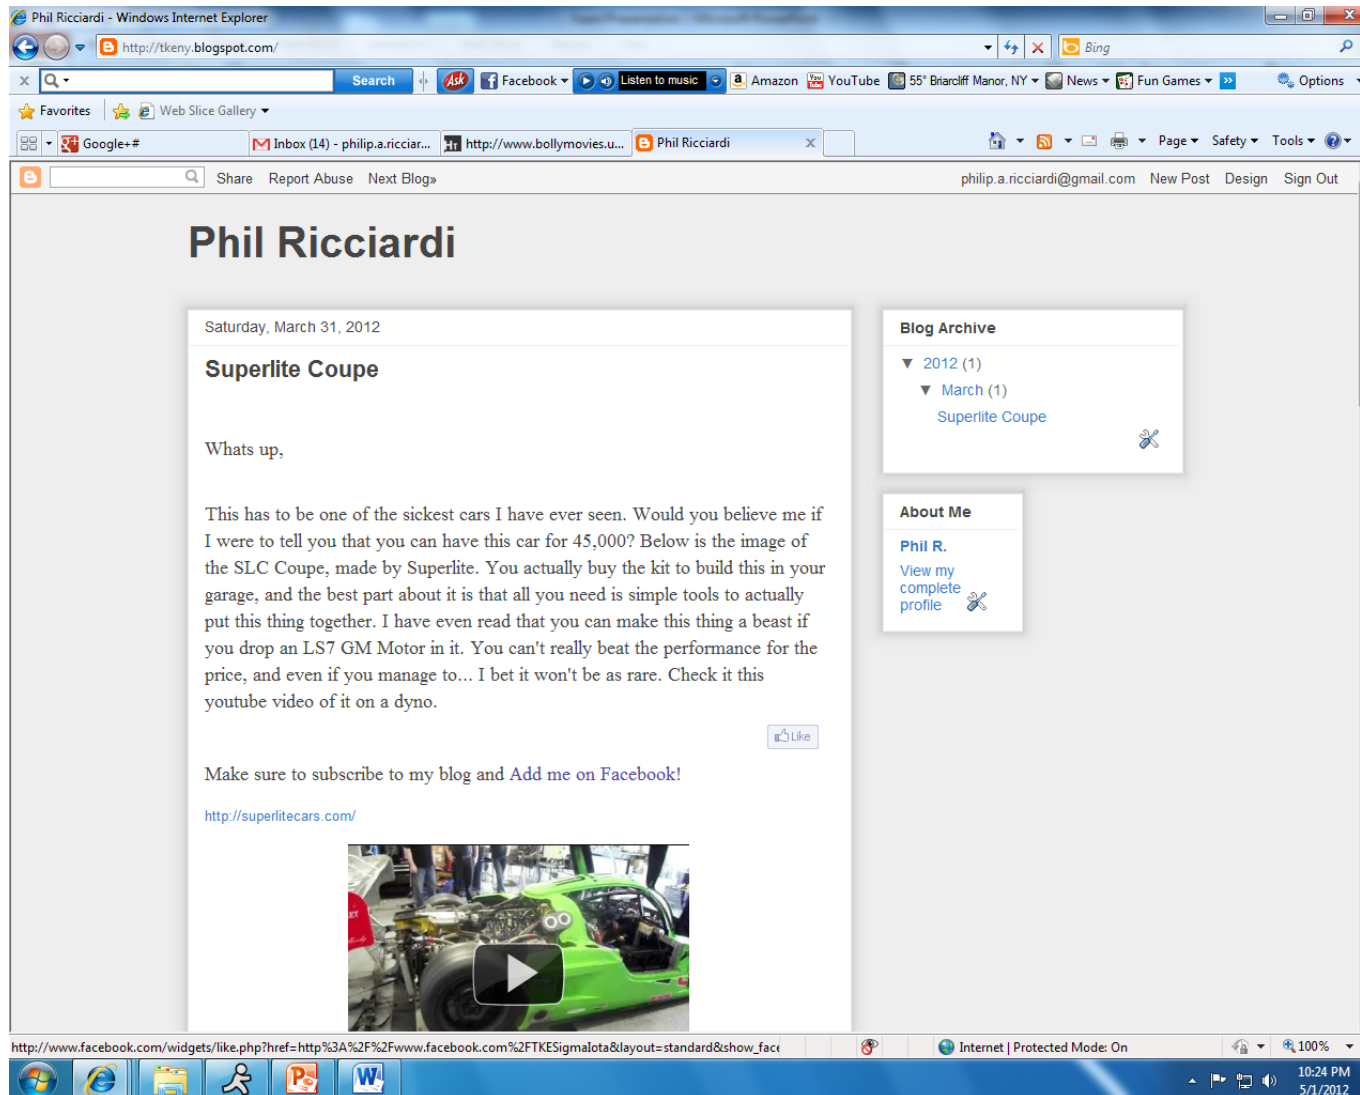 Phil Ricciardi - Windows Internet Explorer
http://tkeny.blogspot.com/
Bing
Search
Ask
Facebook
Listen to music
Amazon
YouTube
55° Briarcliff Manor, NY
News
Fun Games
Options
Favorites
Web Slice Gallery
Google+#
Inbox (14) - philip.a.ricciar...
http://www.bollymovies.u...
Phil Ricciardi
Page
Safety
Tools
Share Report Abuse Next Blog»
philip.a.ricciardi@gmail.com New Post Design Sign Out
Phil Ricciardi
Saturday, March 31, 2012
Superlite Coupe
Whats up,
This has to be one of the sickest cars I have ever seen. Would you believe me if
I were to tell you that you can have this car for 45,000? Below is the image of
the SLC Coupe, made by Superlite. You actually buy the kit to build this in your
garage, and the best part about it is that all you need is simple tools to actually
put this thing together. I have even read that you can make this thing a beast if
you drop an LS7 GM Motor in it. You can't really beat the performance for the
price, and even if you manage to... I bet it won't be as rare. Check it this
youtube video of it on a dyno.
Like
Make sure to subscribe to my blog and Add me on Facebook!
http://superlitecars.com/
Blog Archive
▼ 2012 (1)
▼ March (1)
Superlite Coupe
About Me
Phil R.
View my
complete
profile
http://www.facebook.com/widgets/like.php?href=http%3A%2F%2Fwww.facebook.com%2FTKESigmaIota&layout=standard&show_face
Internet | Protected Mode: On
100%
10:24 PM
5/1/2012